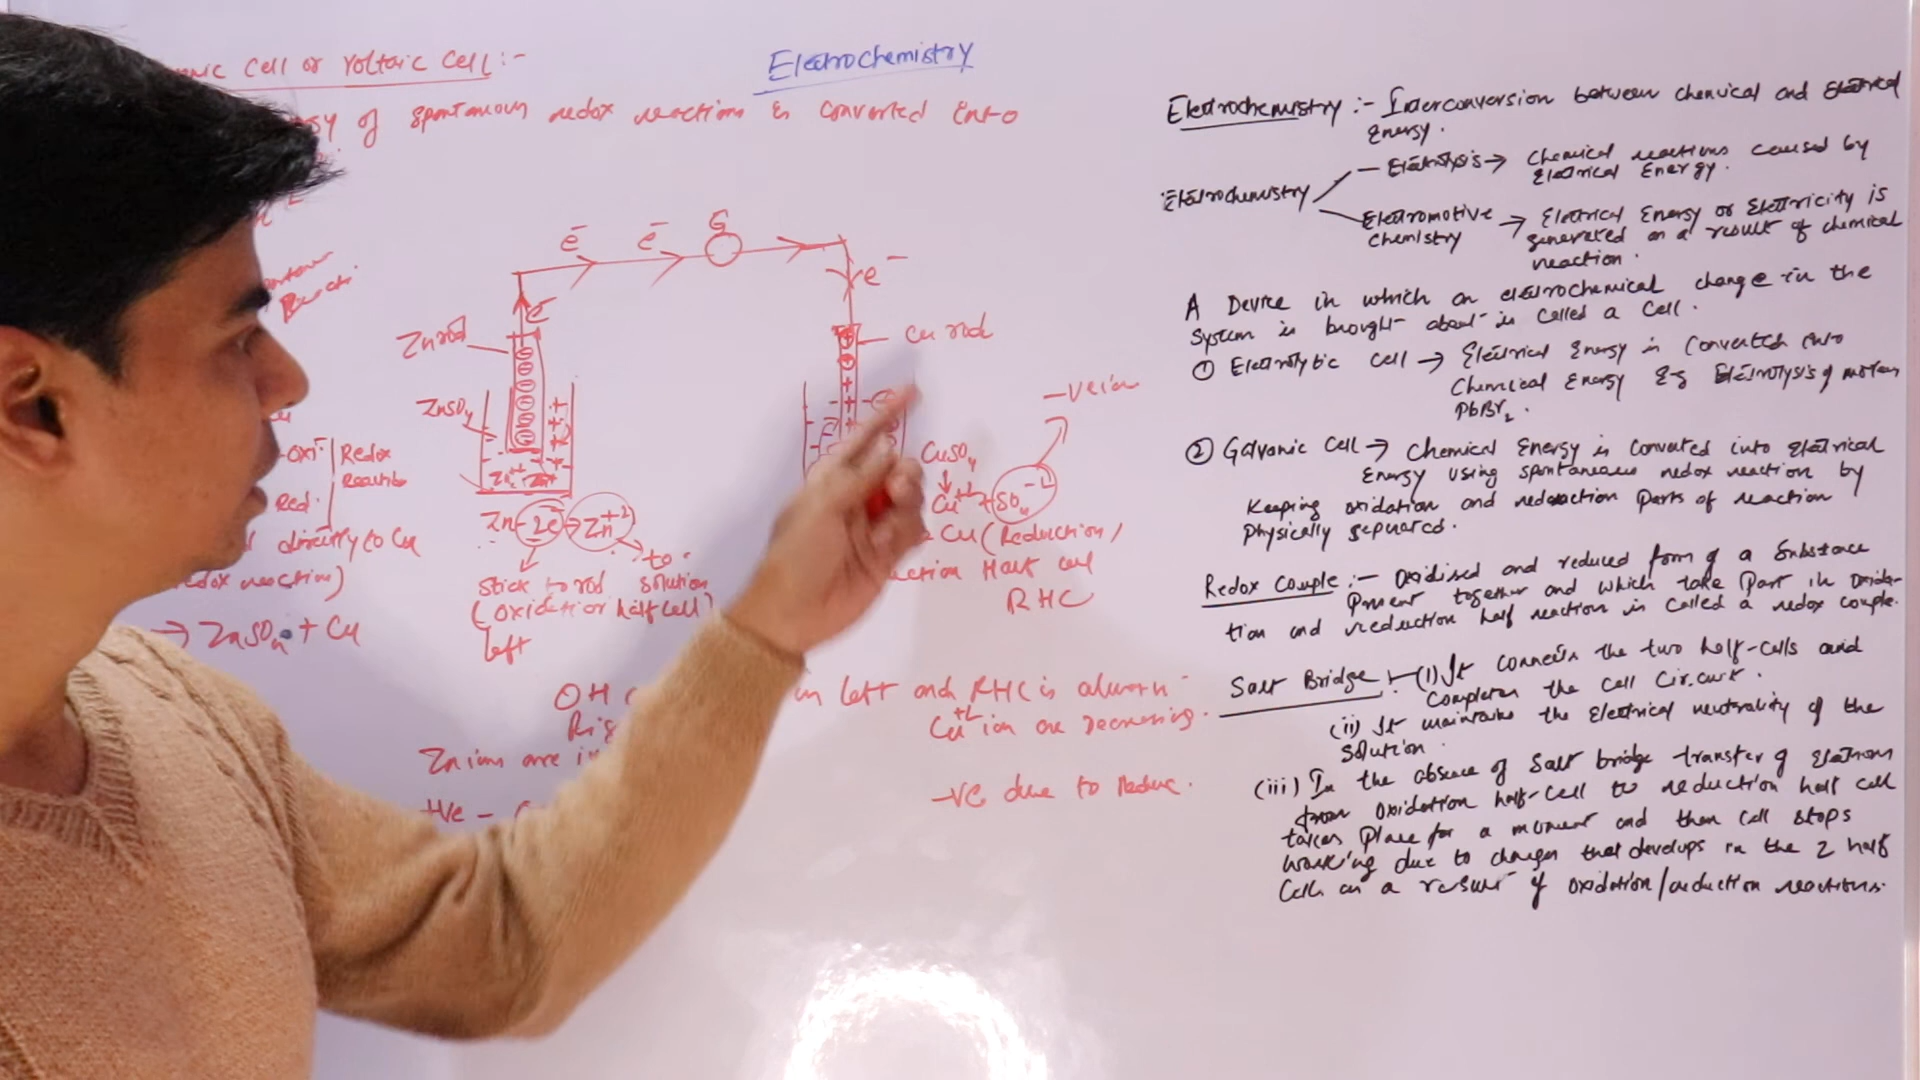 Electrochemistry
Cell or Voltaic Cell :-
of spontaneous redox reactions is converted into
e⁻ e⁻ G
e⁻
e⁻
Zn rod
Cu rod
ZnSO₄
-ve ion
CuSO₄
Cu⁺² + SO₄⁻²
Zn - 2e⁻ → Zn⁺²
to
Stick to rod solution
(oxidation half cell)
left
Cu (Reduction/
Half cell
RHC
Oxi. Redox
Red.
directly to Cu
→ ZnSO₄ + Cu
OH
in left and RHC is
Cu⁺² ion are decreasing.
Zn ions are
+ve -
-ve due to
Electrochemistry :- Interconversion between chemical and Electrical
Energy.
Electrochemistry
— Electrolysis → Chemical reactions caused by
Electrical Energy.
Electromotive chemistry → Electrical Energy or Electricity is
generated as a result of chemical
reaction.
A Device in which an electrochemical change in the
system is brought about is called a cell.
① Electrolytic cell → Electrical Energy is converted into
Chemical Energy Eg Electrolysis of molten
PbBr₂.
② Galvanic cell → Chemical Energy is converted into Electrical
Energy using spontaneous redox reaction by
Keeping oxidation and reduction parts of reaction
Physically separated.
Redox Couple :- Oxidised and reduced form of a Substance
Present together and which take Part in oxida-
tion and reduction half reaction is called a redox couple.
Salt Bridge :- (i) It connects the two half-cells and
Completes the cell Circuit.
(ii) It maintains the Electrical neutrality of the
Solution.
(iii) In the absence of Salt bridge transfer of Electrons
from oxidation half-cell to reduction half cell
takes place for a moment and then cell stops
working due to charges that develops in the 2 half
Cells as a result of oxidation/reduction reactions.